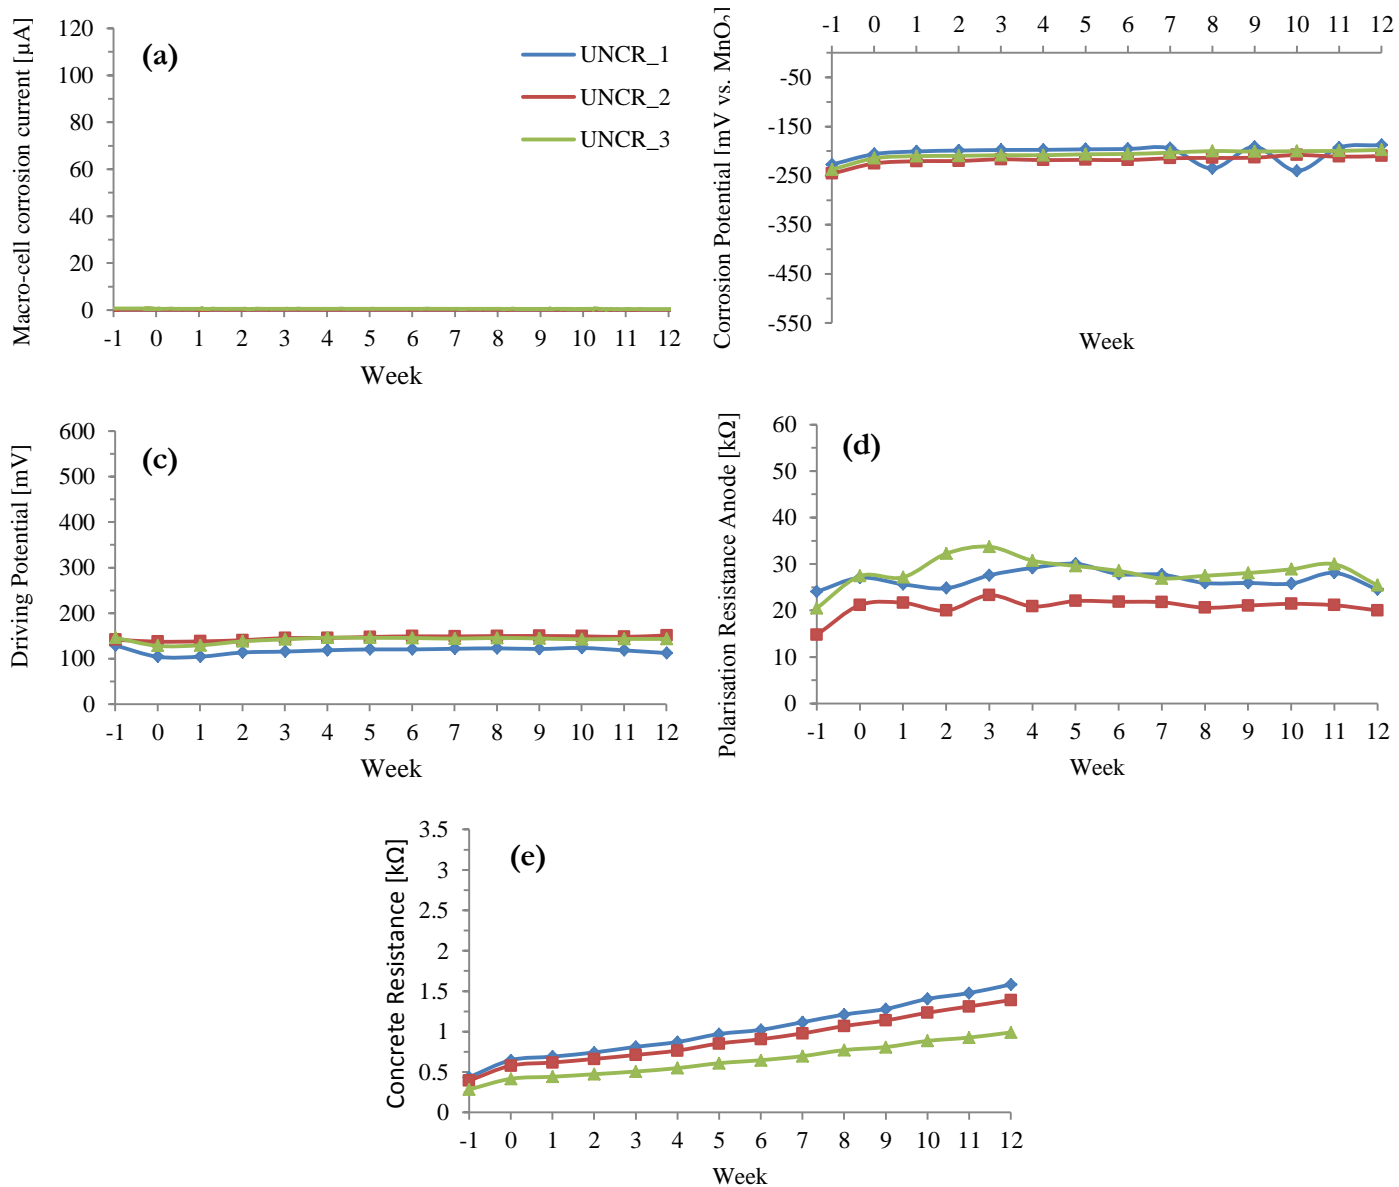 Macro-cell corrosion current [µA]
120
100
80
60
40
20
0
(a)
UNCR_1
UNCR_2
UNCR_3
-1 0 1 2 3 4 5 6 7 8 9 10 11 12
Week
Corrosion Potential [mV vs. MnO2]
-1 0 1 2 3 4 5 6 7 8 9 10 11 12
-50
-150
-250
-350
-450
-550
Week
Driving Potential [mV]
600
500
400
300
200
100
0
(c)
-1 0 1 2 3 4 5 6 7 8 9 10 11 12
Week
Polarisation Resistance Anode [kΩ]
60
50
40
30
20
10
0
(d)
-1 0 1 2 3 4 5 6 7 8 9 10 11 12
Week
Concrete Resistance [kΩ]
3.5
3
2.5
2
1.5
1
0.5
0
(e)
-1 0 1 2 3 4 5 6 7 8 9 10 11 12
Week